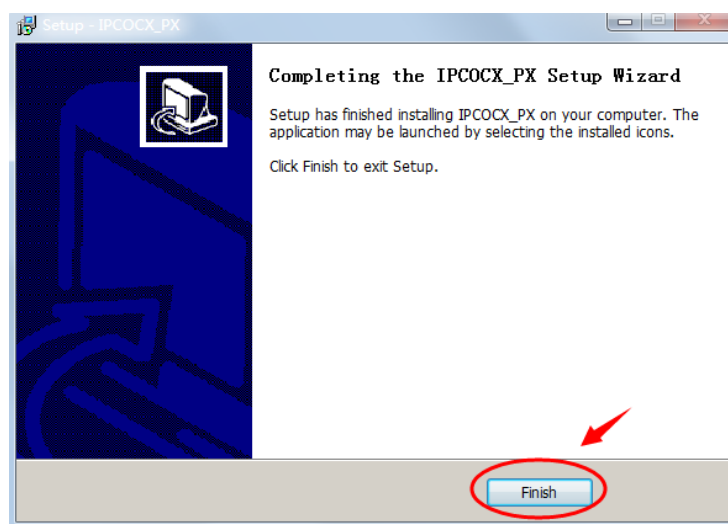 Setup - IPCOCX_PX
Completing the IPCOCX_PX Setup Wizard
Setup has finished installing IPCOCX_PX on your computer. The
application may be launched by selecting the installed icons.
Click Finish to exit Setup.
Finish